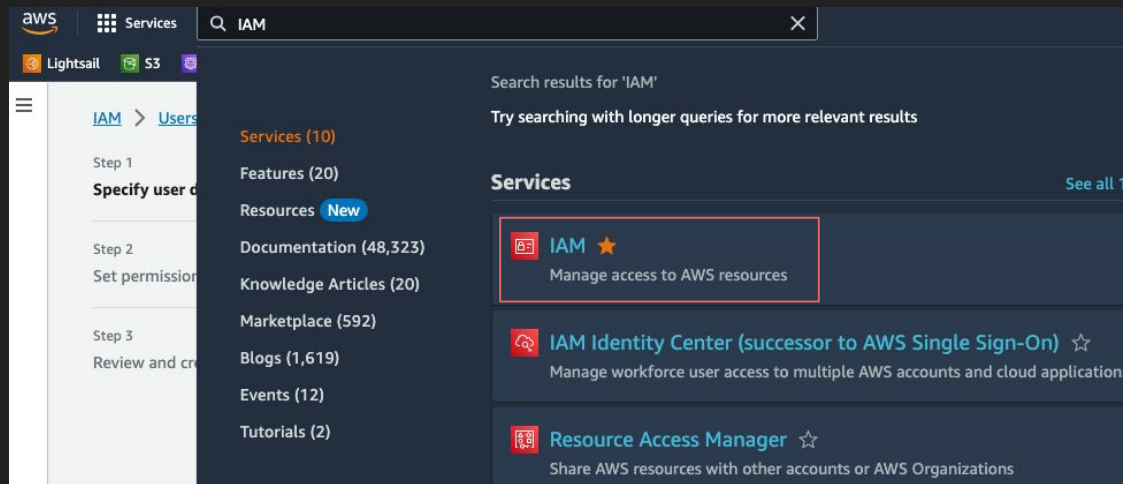 aws
Services
IAM
Lightsail
S3
IAM > Users
Step 1
Specify user d
Step 2
Set permission
Step 3
Review and cre
Services (10)
Features (20)
Resources New
Documentation (48,323)
Knowledge Articles (20)
Marketplace (592)
Blogs (1,619)
Events (12)
Tutorials (2)
Search results for 'IAM'
Try searching with longer queries for more relevant results
Services
See all 1
IAM
Manage access to AWS resources
IAM Identity Center (successor to AWS Single Sign-On)
Manage workforce user access to multiple AWS accounts and cloud application
Resource Access Manager
Share AWS resources with other accounts or AWS Organizations